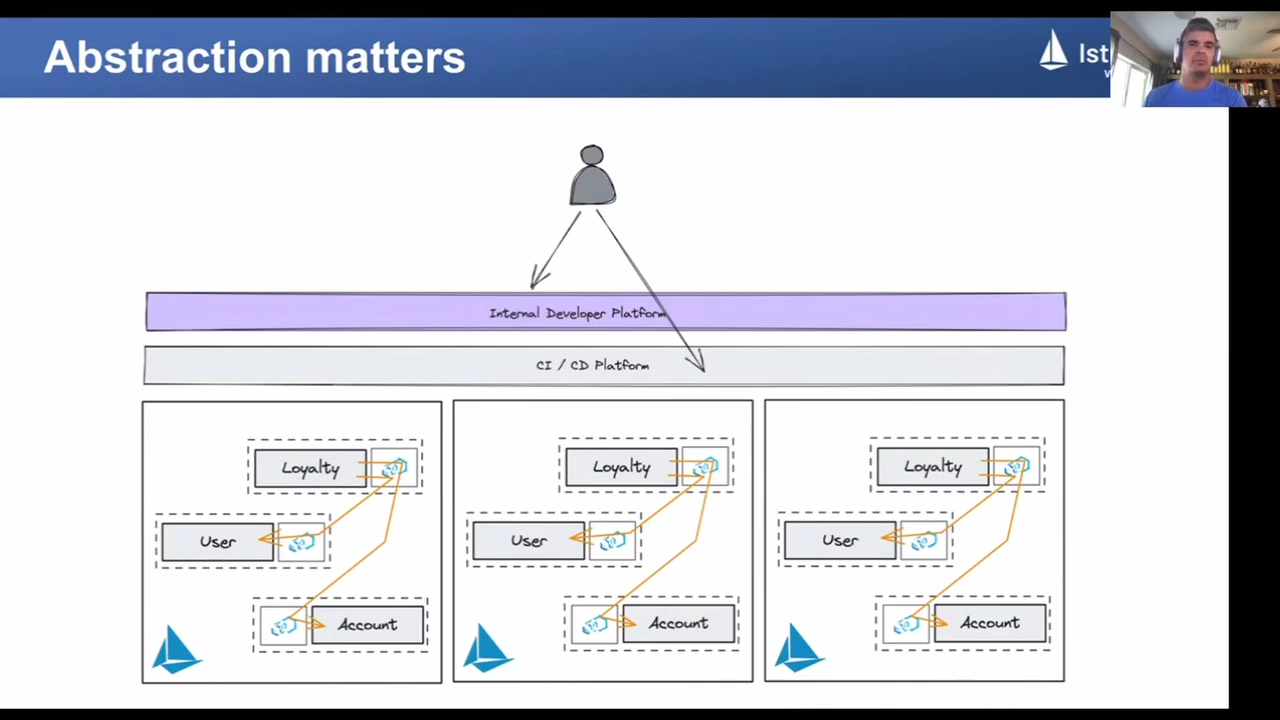 Abstraction matters
Ist
Internal Developer Platform
CI / CD Platform
Loyalty
User
Account
Loyalty
User
Account
Loyalty
User
Account